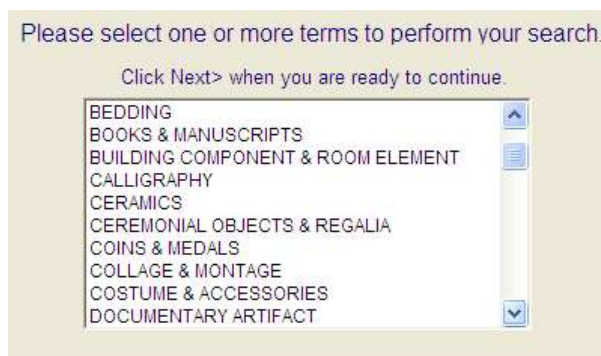 Please select one or more terms to perform your search.
Click Next> when you are ready to continue.
BEDDING
BOOKS & MANUSCRIPTS
BUILDING COMPONENT & ROOM ELEMENT
CALLIGRAPHY
CERAMICS
CEREMONIAL OBJECTS & REGALIA
COINS & MEDALS
COLLAGE & MONTAGE
COSTUME & ACCESSORIES
DOCUMENTARY ARTIFACT